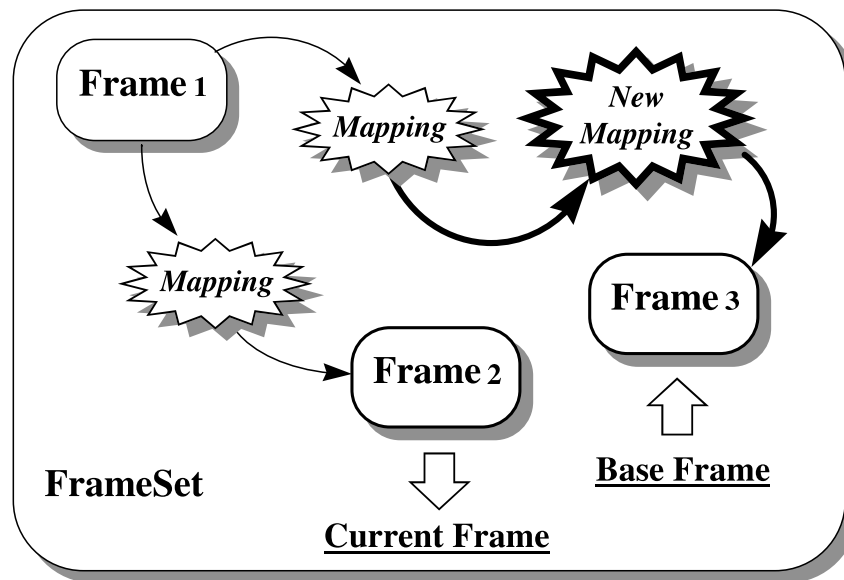 Frame 1
Mapping
New
Mapping
Mapping
Frame 3
Frame 2
Base Frame
FrameSet
Current Frame